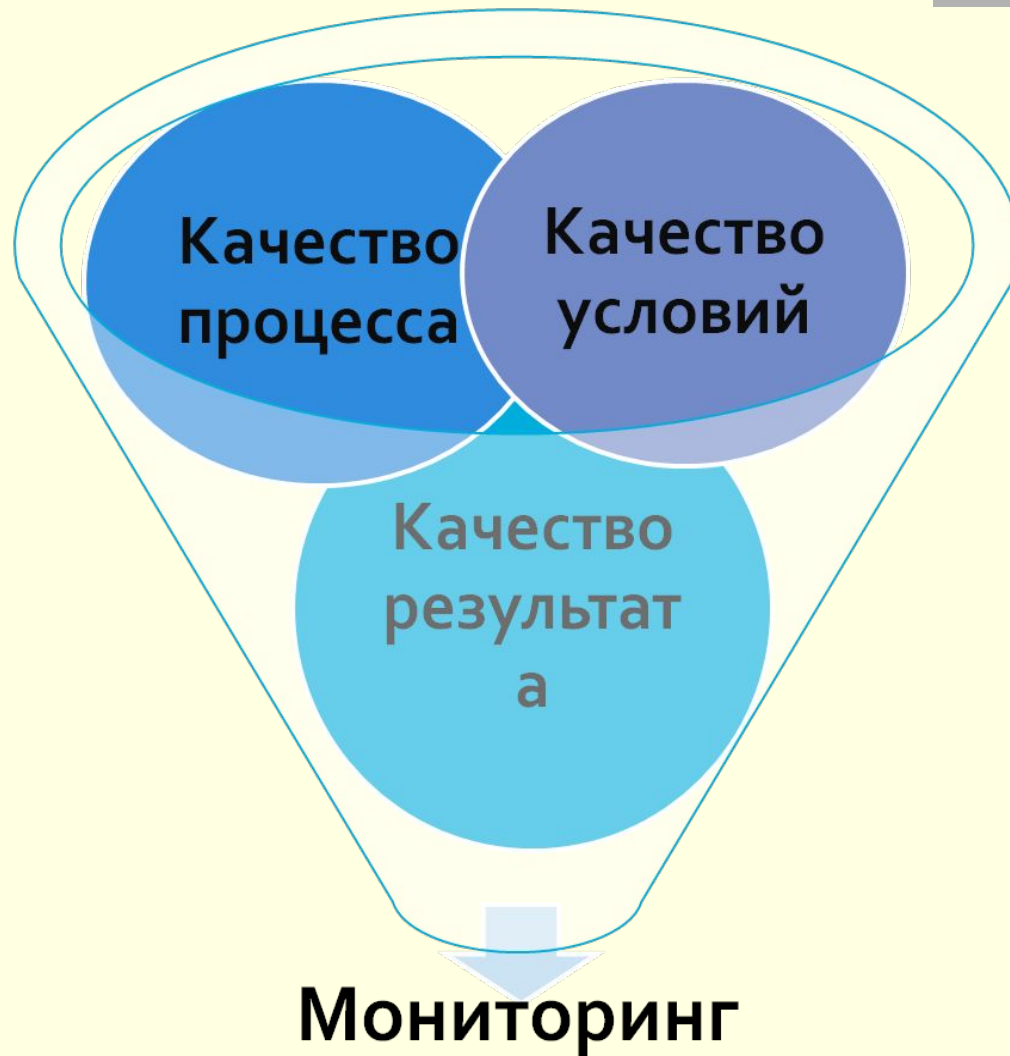 Качество
процесса
Качество
условий
Качество
результат
а
Мониторинг